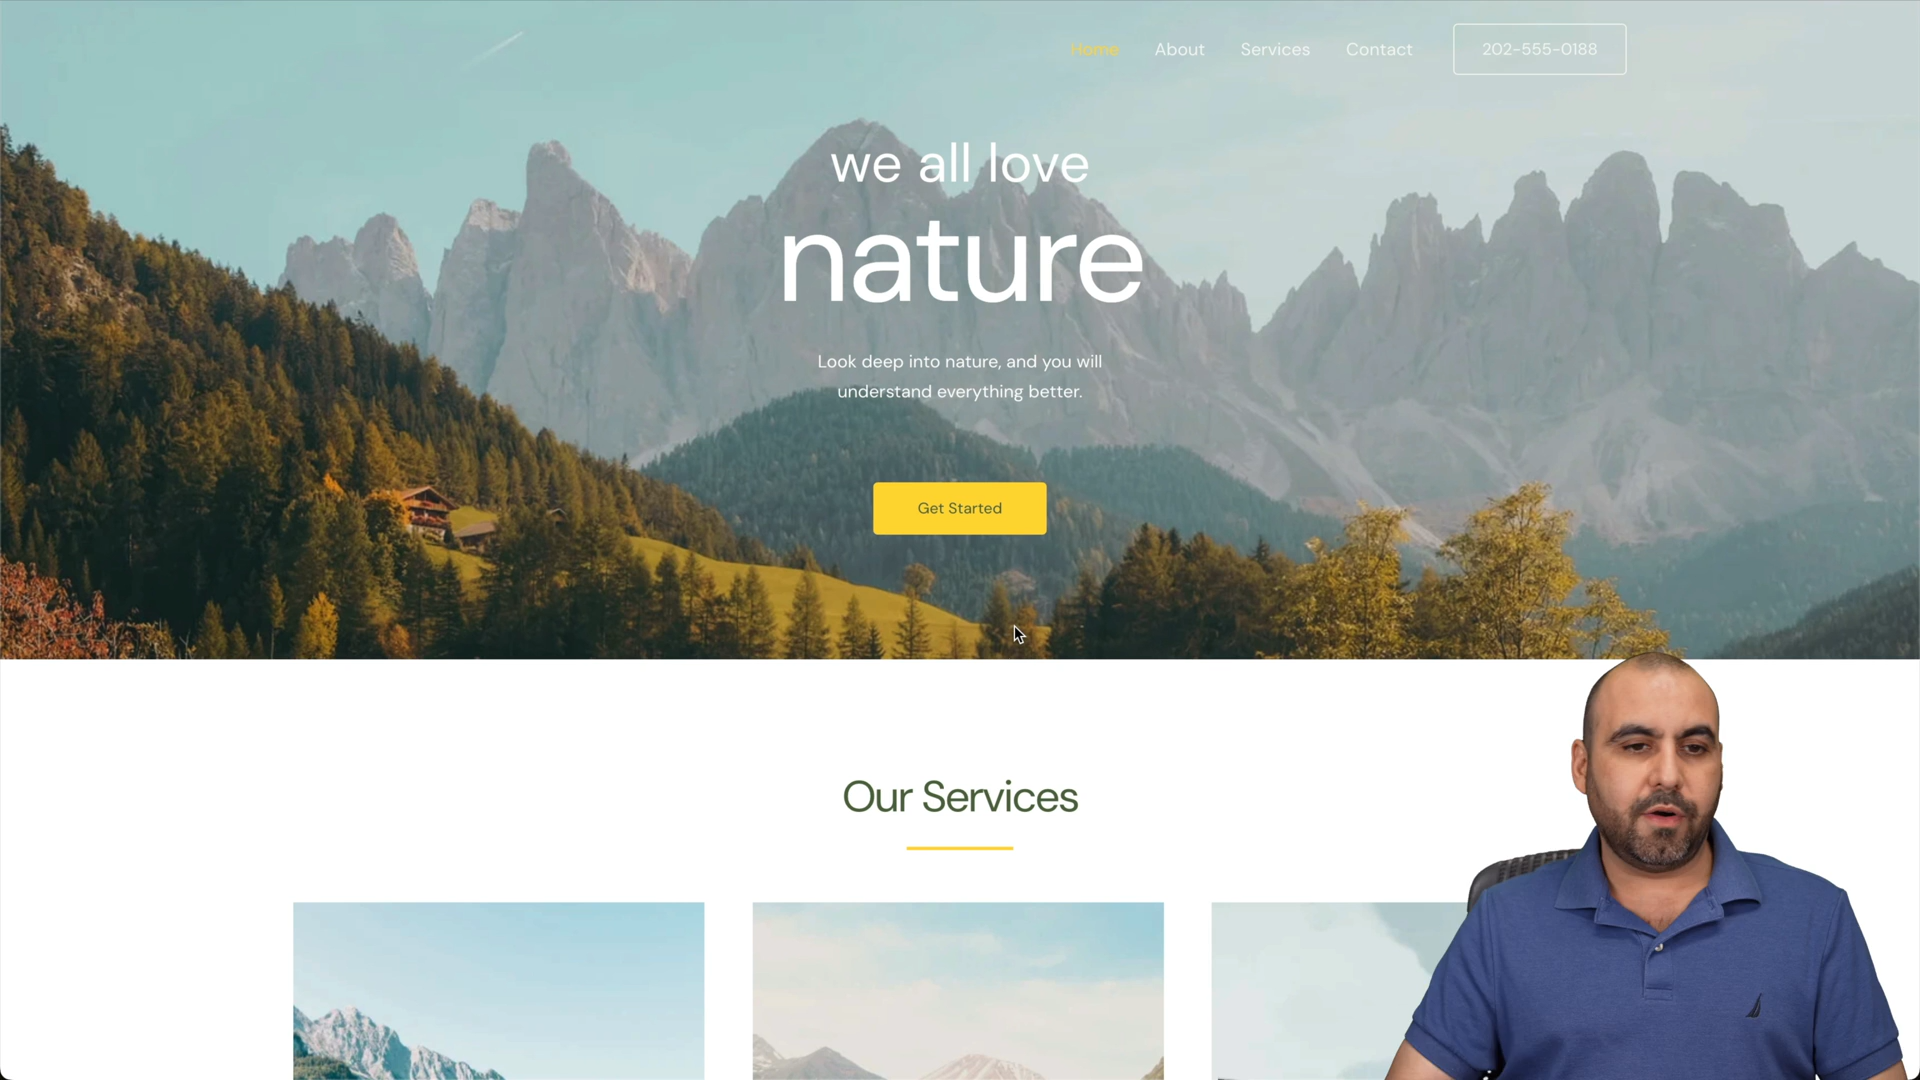 Home
About
Services
Contact
202-555-0188
we all love
nature
Look deep into nature, and you will
understand everything better.
Get Started
Our Services